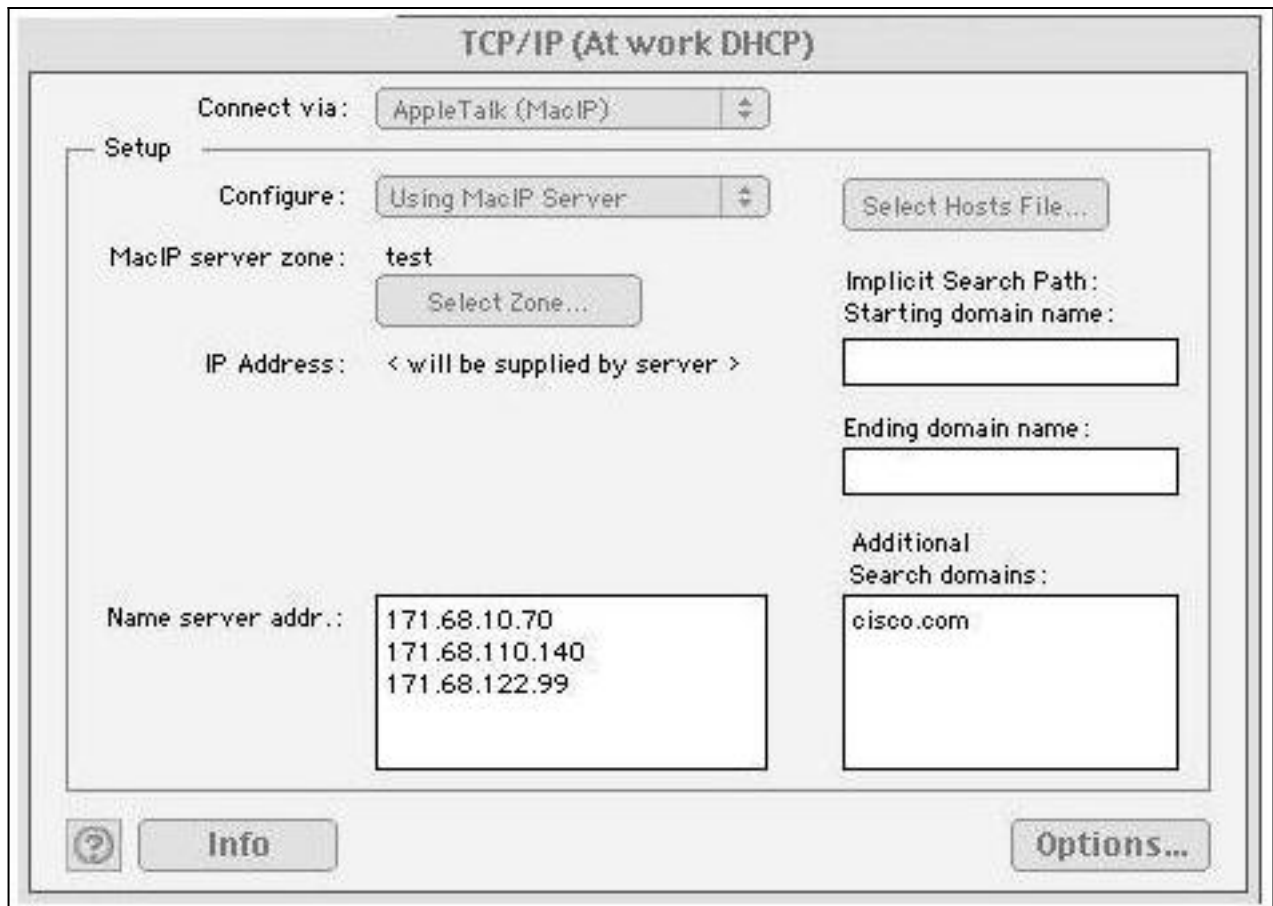 TCP/IP (At work DHCP)
Connect via: AppleTalk (MacIP)
Setup
Configure: Using MacIP Server
Select Hosts File...
MacIP server zone: test
Select Zone...
Implicit Search Path:
Starting domain name:
IP Address: < will be supplied by server >
Ending domain name:
Additional
Search domains:
Name server addr.: 171.68.10.70
171.68.110.140
171.68.122.99
cisco.com
?
Info
Options...